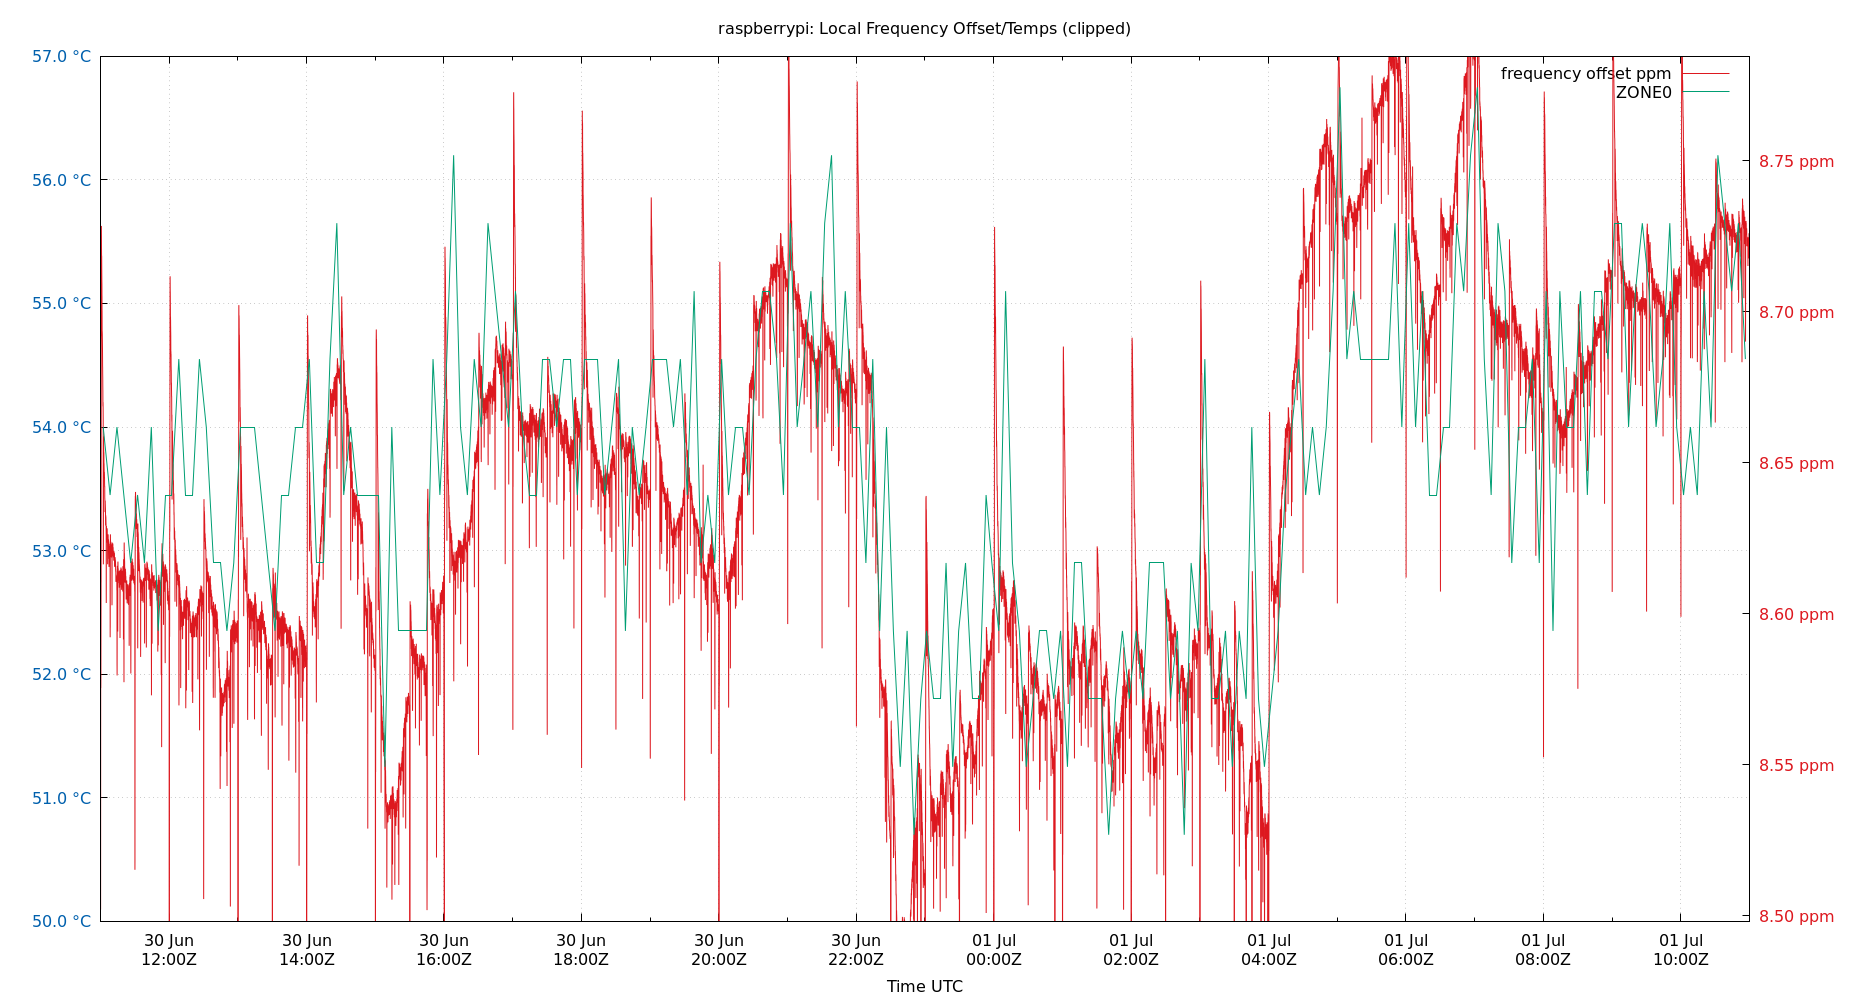 raspberrypi: Local Frequency Offset/Temps (clipped)
57.0 °C
56.0 °C
55.0 °C
54.0 °C
53.0 °C
52.0 °C
51.0 °C
50.0 °C
frequency offset ppm
ZONE0
8.75 ppm
8.70 ppm
8.65 ppm
8.60 ppm
8.55 ppm
8.50 ppm
30 Jun
12:00Z
30 Jun
14:00Z
30 Jun
16:00Z
30 Jun
18:00Z
30 Jun
20:00Z
30 Jun
22:00Z
01 Jul
00:00Z
01 Jul
02:00Z
01 Jul
04:00Z
01 Jul
06:00Z
01 Jul
08:00Z
01 Jul
10:00Z
Time UTC